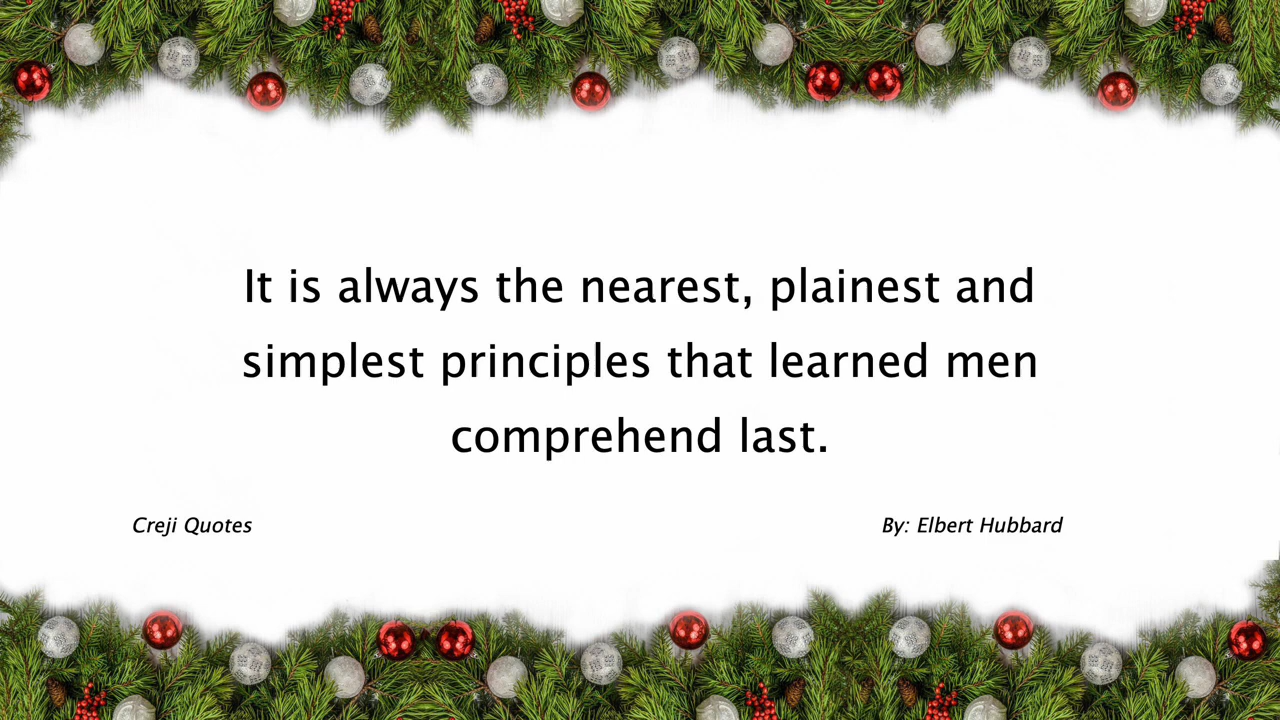 It is always the nearest, plainest and
simplest principles that learned men
comprehend last.
Creji Quotes
By: Elbert Hubbard